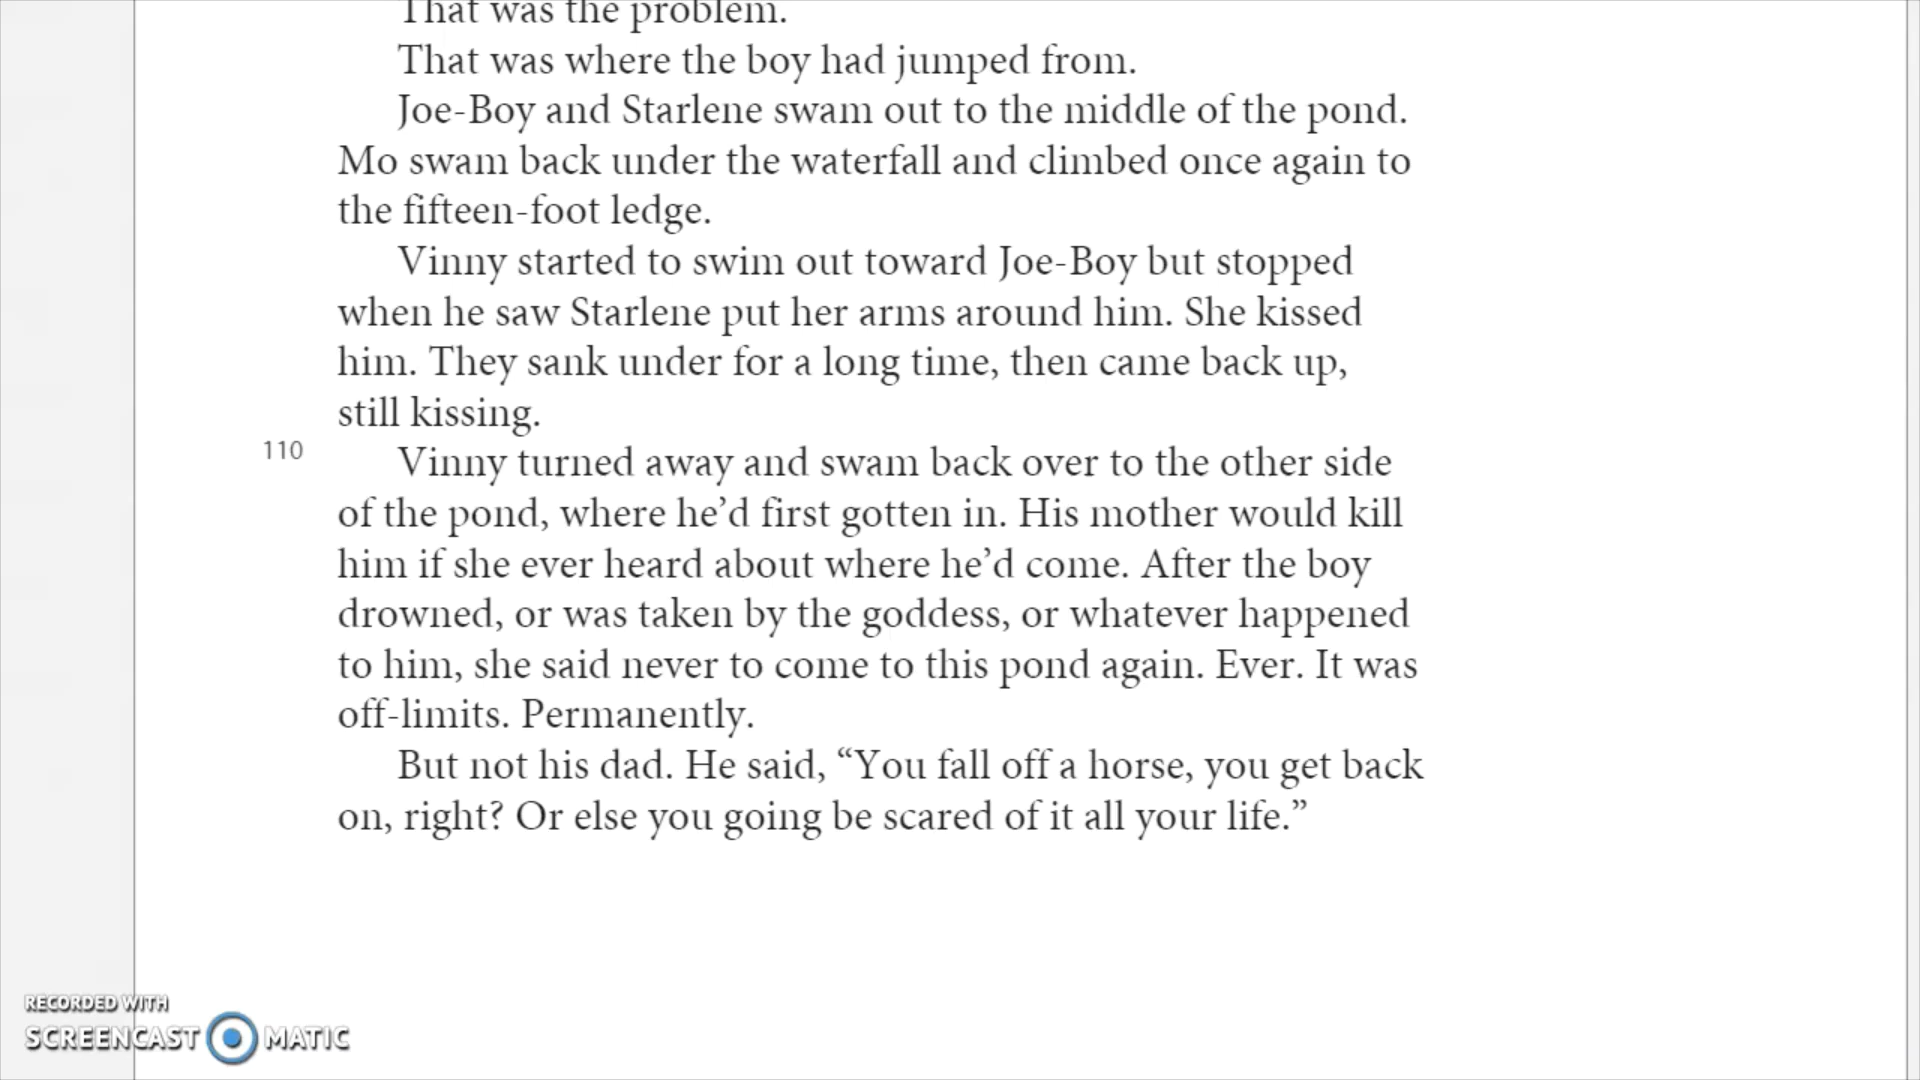 That was the problem.
That was where the boy had jumped from.
Joe-Boy and Starlene swam out to the middle of the pond.
Mo swam back under the waterfall and climbed once again to
the fifteen-foot ledge.
Vinny started to swim out toward Joe-Boy but stopped
when he saw Starlene put her arms around him. She kissed
him. They sank under for a long time, then came back up,
still kissing.
110
Vinny turned away and swam back over to the other side
of the pond, where he’d first gotten in. His mother would kill
him if she ever heard about where he’d come. After the boy
drowned, or was taken by the goddess, or whatever happened
to him, she said never to come to this pond again. Ever. It was
off-limits. Permanently.
But not his dad. He said, “You fall off a horse, you get back
on, right? Or else you going be scared of it all your life.”
RECORDED WITH
SCREENCAST MATIC